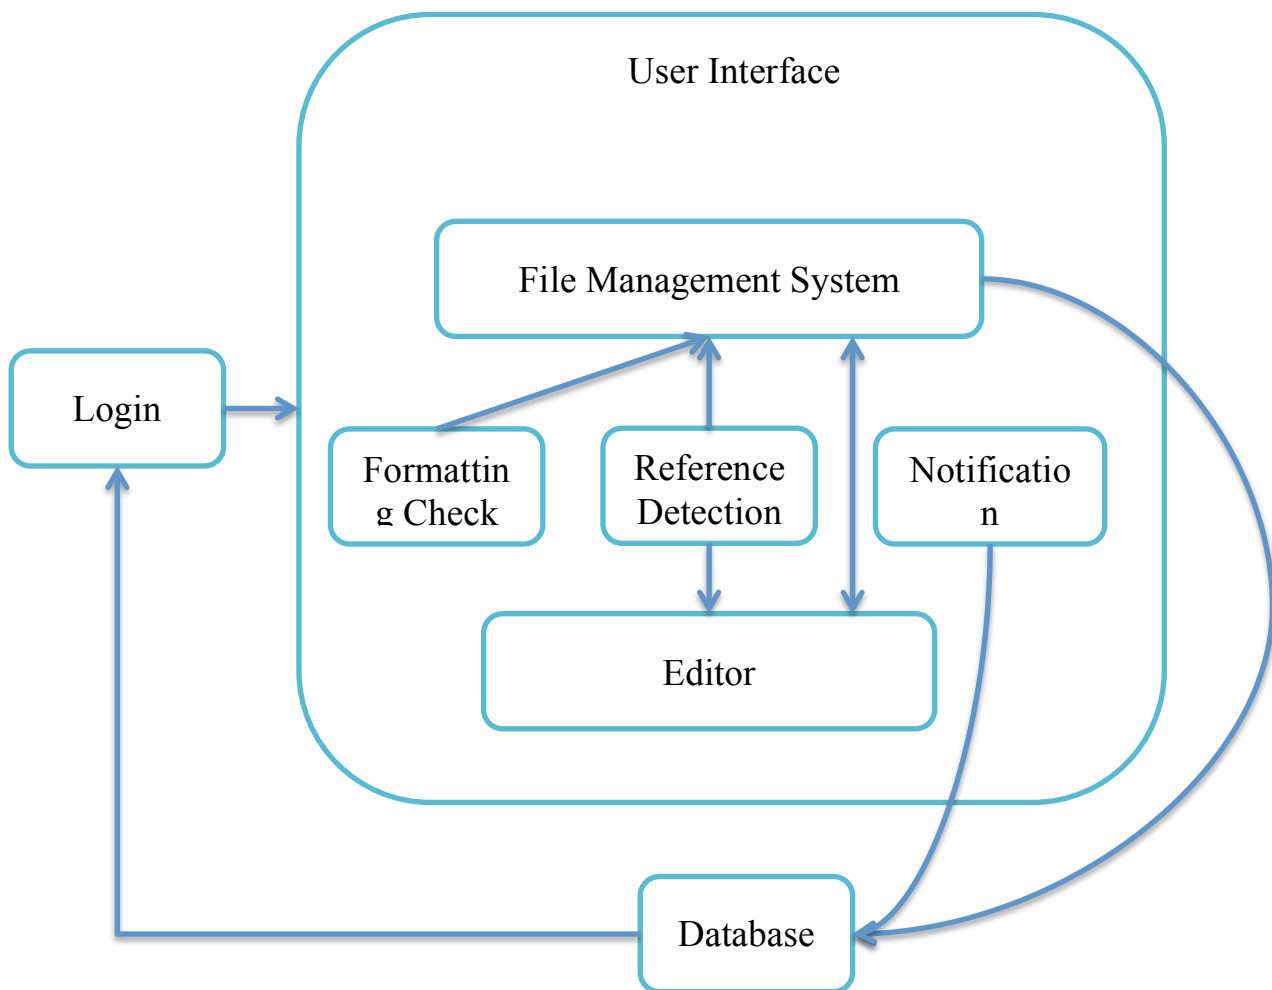 User Interface
File Management System
Login
Formattin
g Check
Reference
Detection
Notificatio
n
Editor
Database